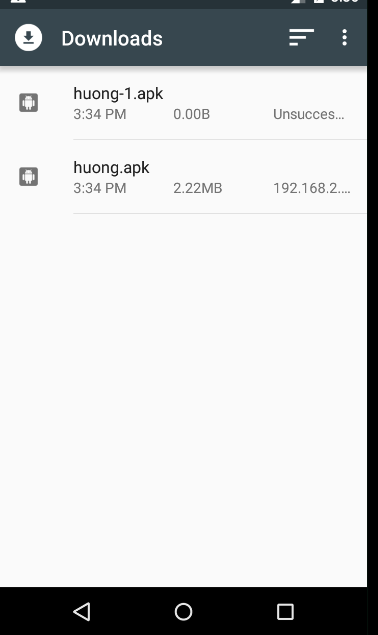 Downloads
huong-1.apk
3:34 PM 0.00B Unsucces...
huong.apk
3:34 PM 2.22MB 192.168.2....